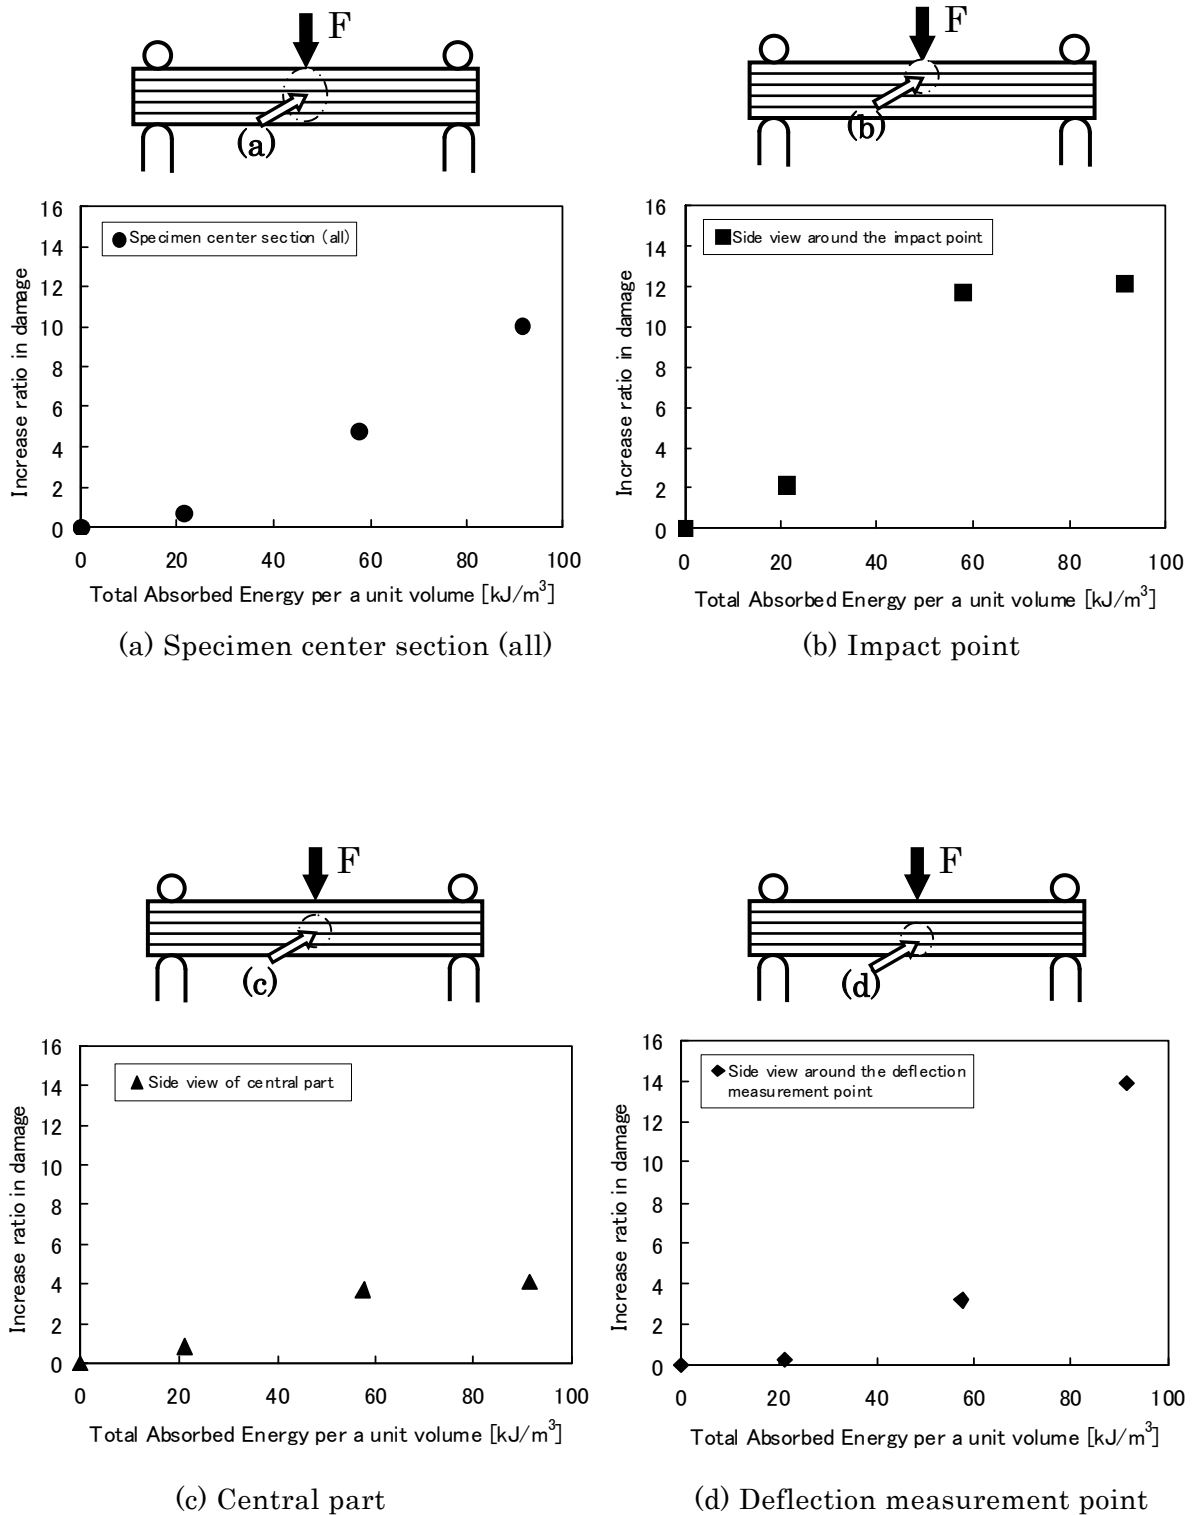 F
(a)
16
14
12
10
8
6
4
2
0
Increase ratio in damage
Specimen center section (all)
0 20 40 60 80 100
Total Absorbed Energy per a unit volume [kJ/m³]
(a) Specimen center section (all)
F
(b)
16
14
12
10
8
6
4
2
0
Increase ratio in damage
Side view around the impact point
0 20 40 60 80 100
Total Absorbed Energy per a unit volume [kJ/m³]
(b) Impact point
F
(c)
16
14
12
10
8
6
4
2
0
Increase ratio in damage
Side view of central part
0 20 40 60 80 100
Total Absorbed Energy per a unit volume [kJ/m³]
(c) Central part
F
(d)
16
14
12
10
8
6
4
2
0
Increase ratio in damage
Side view around the deflection
measurement point
0 20 40 60 80 100
Total Absorbed Energy per a unit volume [kJ/m³]
(d) Deflection measurement point